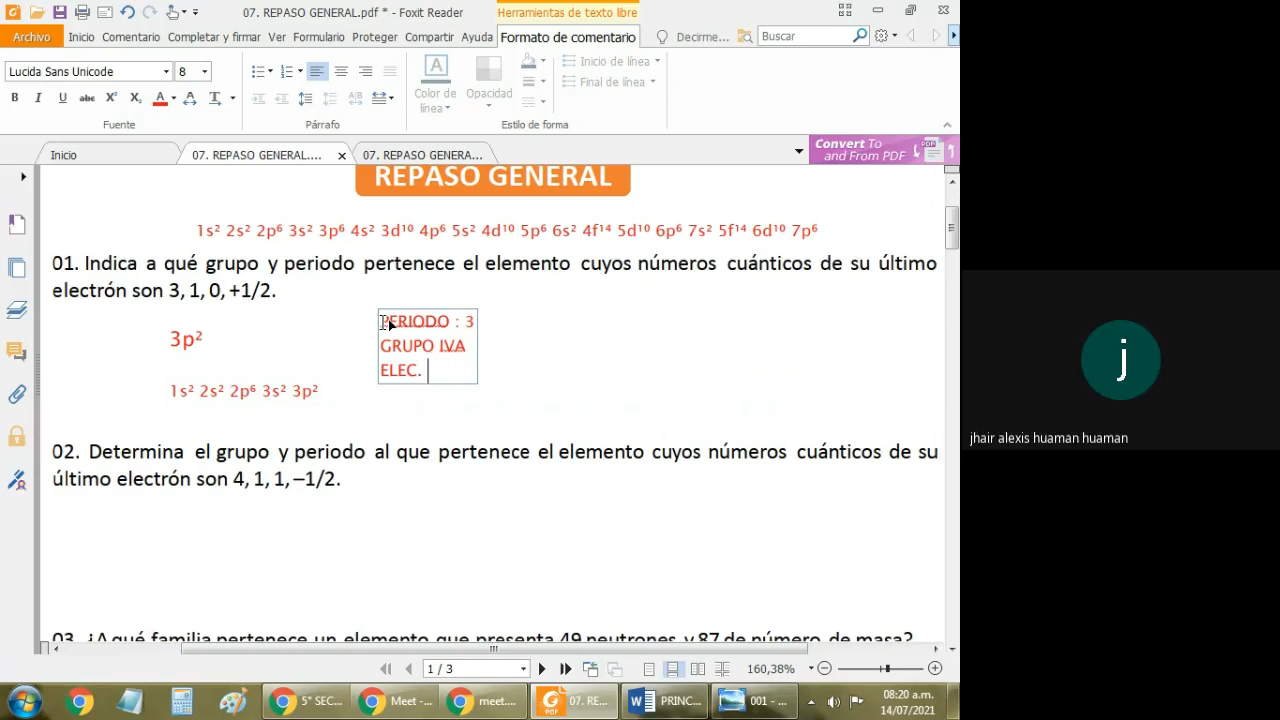 07. REPASO GENERAL.pdf * - Foxit Reader
Herramientas de texto libre
Archivo Inicio Comentario Completar y firmar Ver Formulario Proteger Compartir Ayuda Formato de comentario Decirme... Buscar
Lucida Sans Unicode 8
Color de línea
Opacidad
Inicio de línea
Final de línea
Fuente Párrafo Estilo de forma
Inicio 07. REPASO GENERAL.... 07. REPASO GENERA...
Convert To
and From PDF
REPASO GENERAL
1s² 2s² 2p⁶ 3s² 3p⁶ 4s² 3d¹⁰ 4p⁶ 5s² 4d¹⁰ 5p⁶ 6s² 4f¹⁴ 5d¹⁰ 6p⁶ 7s² 5f¹⁴ 6d¹⁰ 7p⁶
01. Indica a qué grupo y periodo pertenece el elemento cuyos números cuánticos de su último
electrón son 3, 1, 0, +1/2.
3p²
PERIODO : 3
GRUPO IVA
ELEC.
1s² 2s² 2p⁶ 3s² 3p²
02. Determina el grupo y periodo al que pertenece el elemento cuyos números cuánticos de su
último electrón son 4, 1, 1, –1/2.
03. ¿A qué familia pertenece un elemento que presenta 49 neutrones y 87 de número de masa?
1 / 3
160,38%
5° SEC... Meet -... meet.... 07. RE... PRINC... 001 - ...
08:20 a.m.
14/07/2021
j
jhair alexis huaman huaman